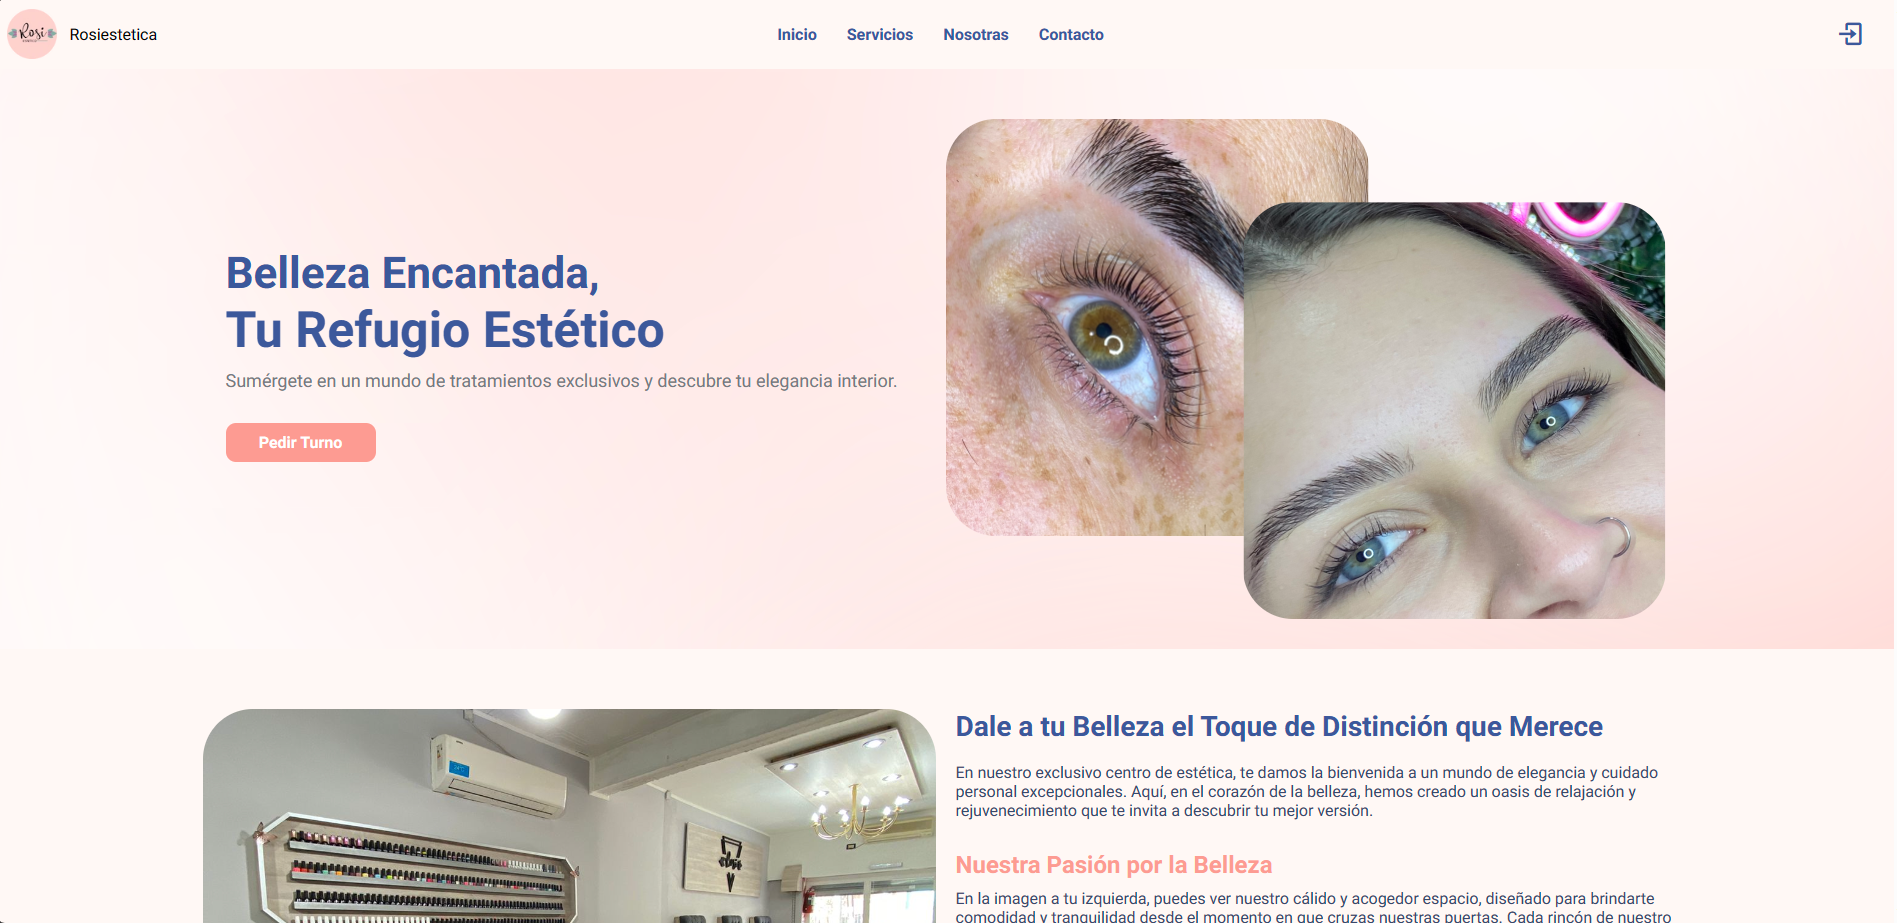 Rosi
Rosiestetica
Inicio
Servicios
Nosotras
Contacto
Belleza Encantada,
Tu Refugio Estético
Sumérgete en un mundo de tratamientos exclusivos y descubre tu elegancia interior.
Pedir Turno
Dale a tu Belleza el Toque de Distinción que Merece
En nuestro exclusivo centro de estética, te damos la bienvenida a un mundo de elegancia y cuidado
personal excepcionales. Aquí, en el corazón de la belleza, hemos creado un oasis de relajación y
rejuvenecimiento que te invita a descubrir tu mejor versión.
Nuestra Pasión por la Belleza
En la imagen a tu izquierda, puedes ver nuestro cálido y acogedor espacio, diseñado para brindarte
comodidad y tranquilidad desde el momento en que cruzas nuestras puertas. Cada rincón de nuestro